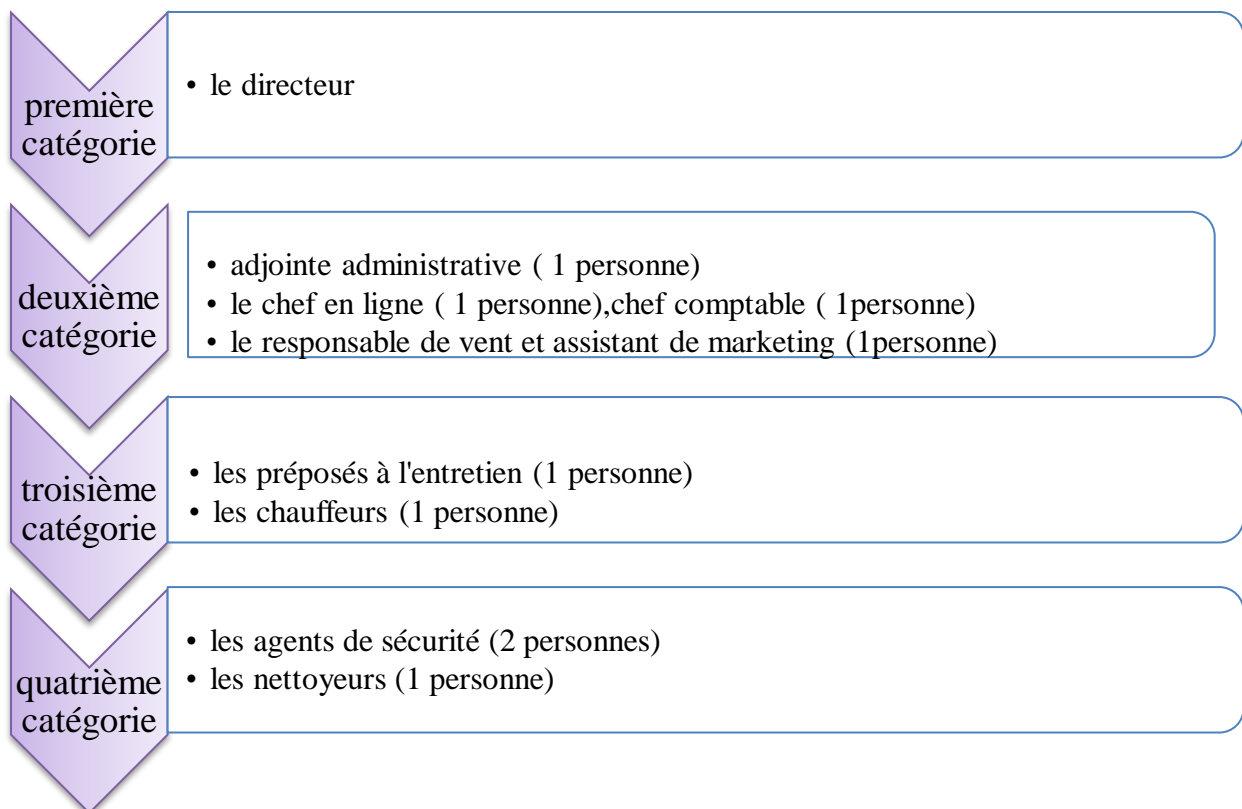 première
catégorie
• le directeur
deuxième
catégorie
• adjointe administrative ( 1 personne)
• le chef en ligne ( 1 personne),chef comptable ( 1personne)
• le responsable de vent et assistant de marketing (1personne)
troisième
catégorie
• les préposés à l'entretien (1 personne)
• les chauffeurs (1 personne)
quatrième
catégorie
• les agents de sécurité (2 personnes)
• les nettoyeurs (1 personne)